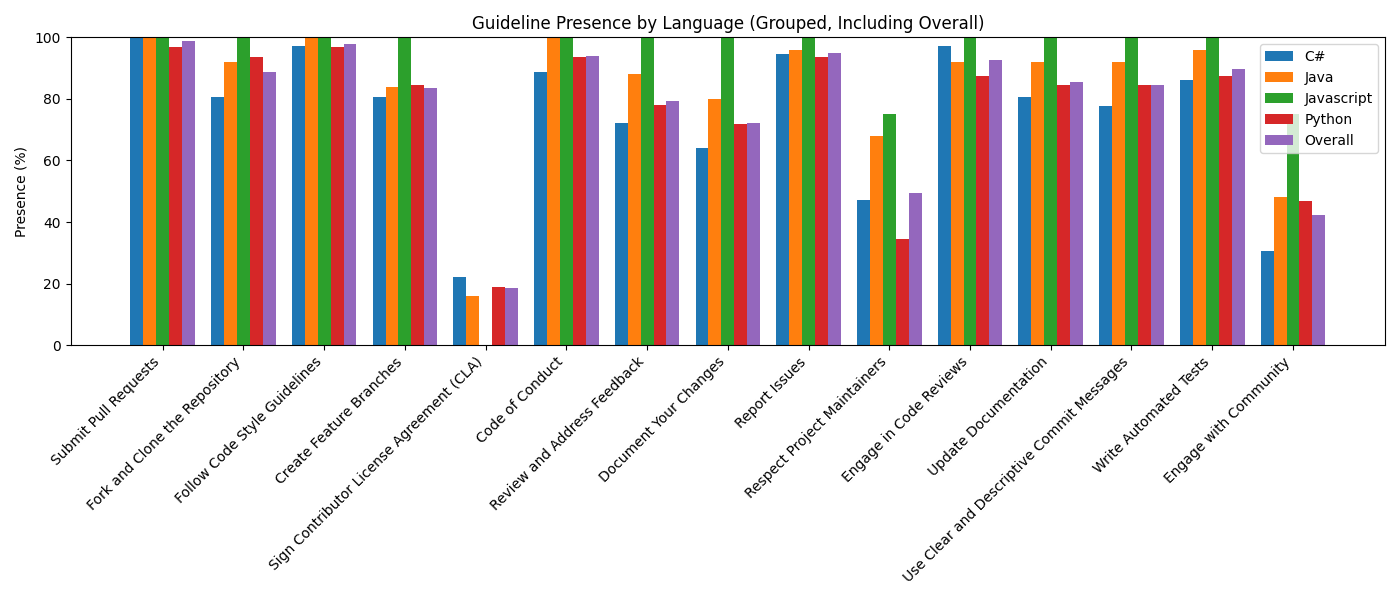 Guideline Presence by Language (Grouped, Including Overall)
Presence (%)
100
80
60
40
20
0
C#
Java
Javascript
Python
Overall
Submit Pull Requests
Fork and Clone the Repository
Follow Code Style Guidelines
Create Feature Branches
Sign Contributor License Agreement (CLA)
Code of Conduct
Review and Address Feedback
Document Your Changes
Report Issues
Respect Project Maintainers
Engage in Code Reviews
Update Documentation
Use Clear and Descriptive Commit Messages
Write Automated Tests
Engage with Community